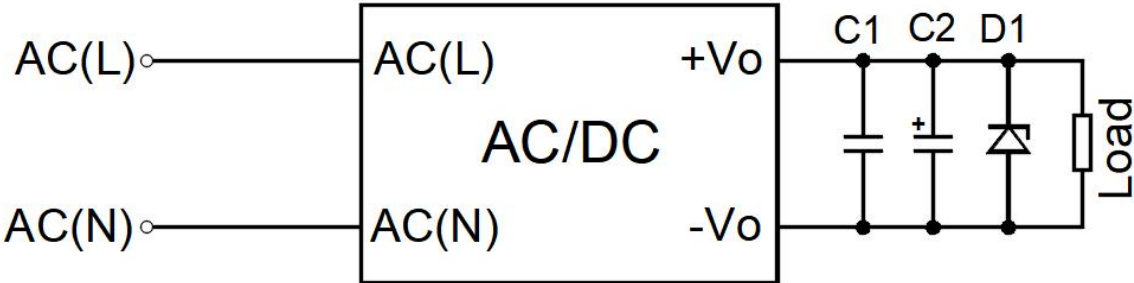 C1 C2 D1
AC(L) AC(L) +Vo
AC/DC
+
Load
AC(N) AC(N) -Vo